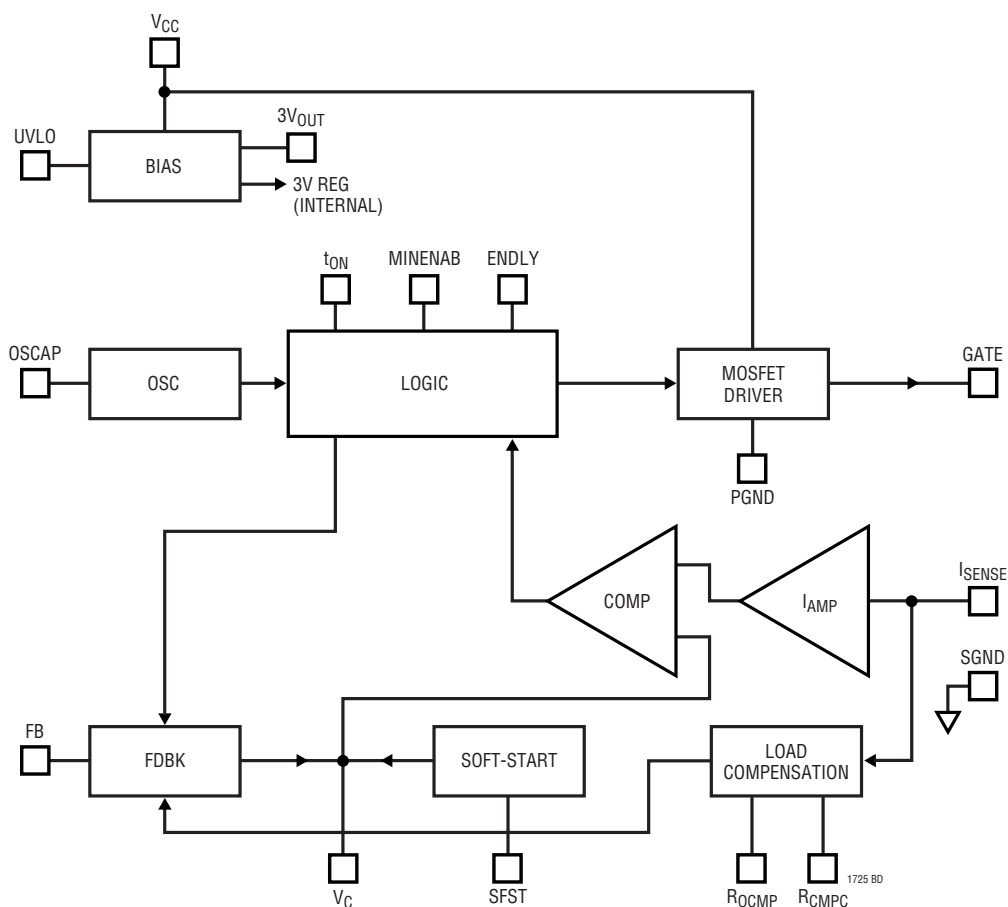 VCC
UVLO
BIAS
3VOUT
3V REG
(INTERNAL)
tON
MINENAB
ENDLY
OSCAP
OSC
LOGIC
MOSFET
DRIVER
GATE
PGND
COMP
IAMP
ISENSE
SGND
FB
FDBK
SOFT-START
LOAD
COMPENSATION
VC
SFST
ROCMP
RCMPC
1725 BD